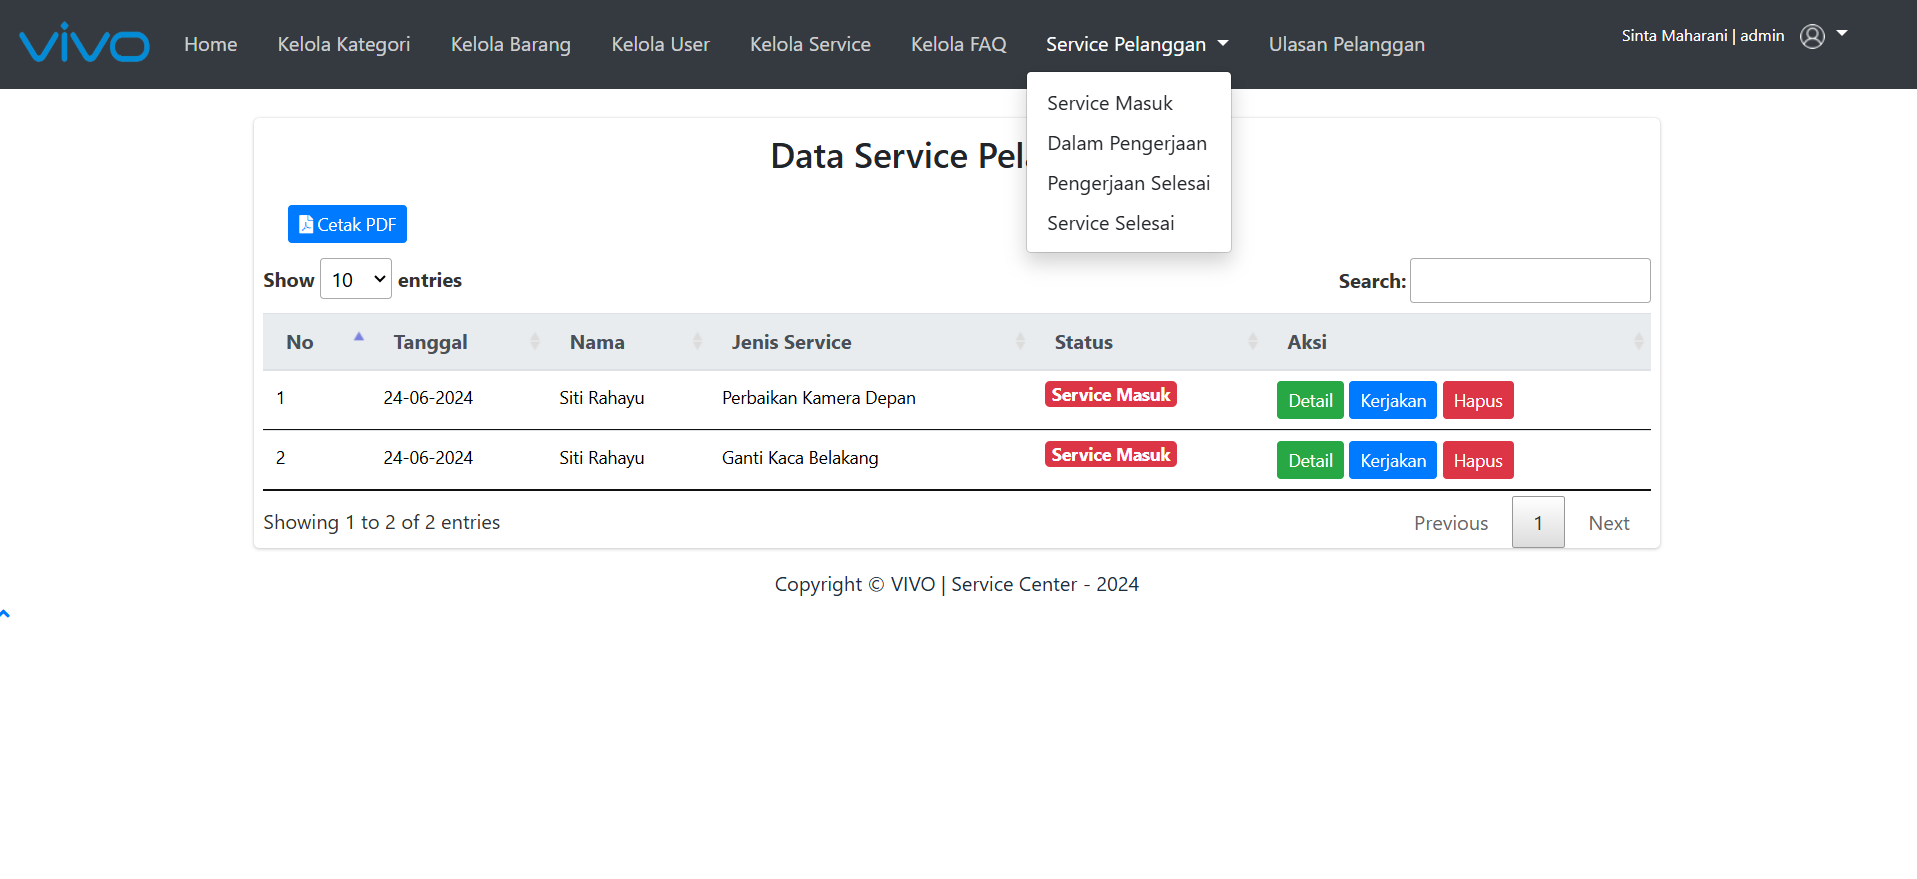 vivo Home Kelola Kategori Kelola Barang Kelola User Kelola Service Kelola FAQ Service Pelanggan Ulasan Pelanggan Sinta Maharani | admin
Service Masuk
Dalam Pengerjaan
Pengerjaan Selesai
Service Selesai
Data Service Pel
Cetak PDF
Show 10 entries Search:
No Tanggal Nama Jenis Service Status Aksi
1 24-06-2024 Siti Rahayu Perbaikan Kamera Depan Service Masuk Detail Kerjakan Hapus
2 24-06-2024 Siti Rahayu Ganti Kaca Belakang Service Masuk Detail Kerjakan Hapus
Showing 1 to 2 of 2 entries Previous 1 Next
Copyright © VIVO | Service Center - 2024